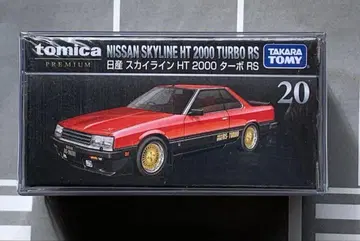 tomica
PREMIUM
NISSAN SKYLINE HT 2000 TURBO RS
日産 スカイライン HT 2000 ターボ RS
TAKARA
TOMY
20